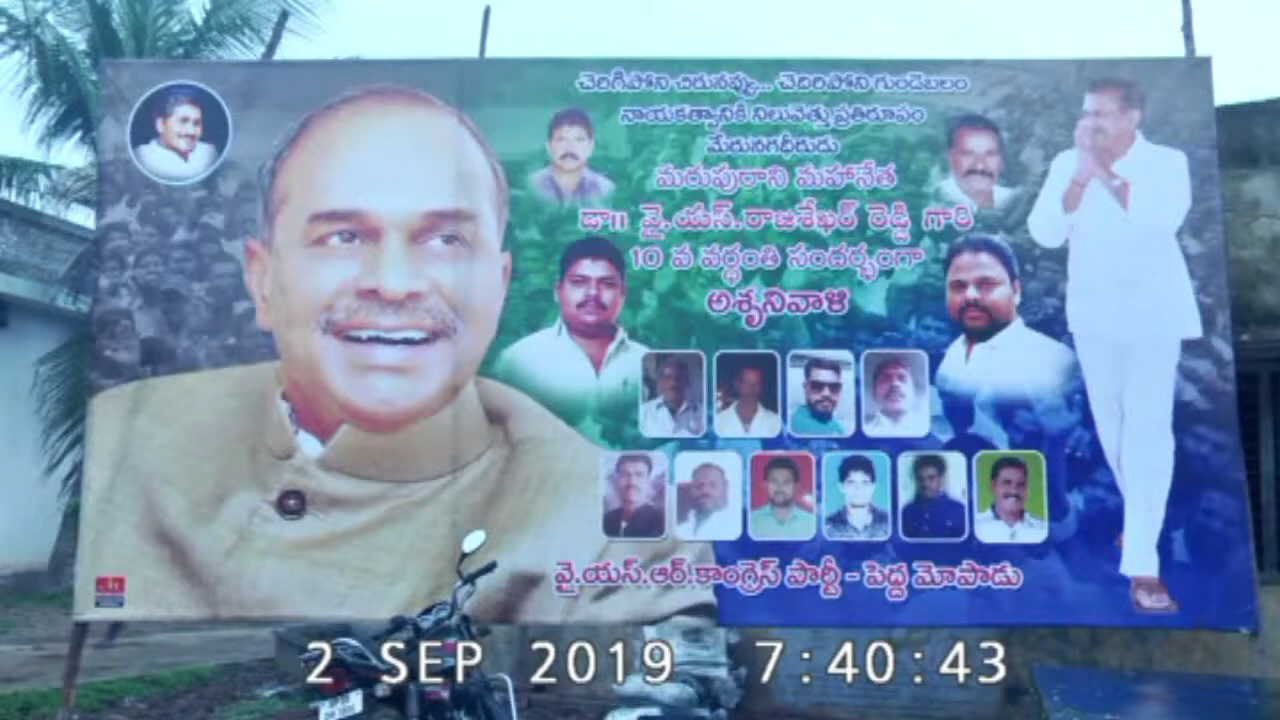 చెరిగిపోని చిరునవ్వు... చెదిరిపోని గుండెబలం
నాయకత్వానికి నిలువెత్తు ప్రతిరూపం
మేరునగధీరుడు
మరుపురాని మహానేత
డా॥ వై.యస్.రాజశేఖర్ రెడ్డి గారి
10 వ వర్ధంతి సందర్భంగా
అశృనివాళి
వై.యస్.ఆర్.కాంగ్రెస్ పార్టీ - పెద్ద మోపాడు
2 SEP 2019 7:40:43